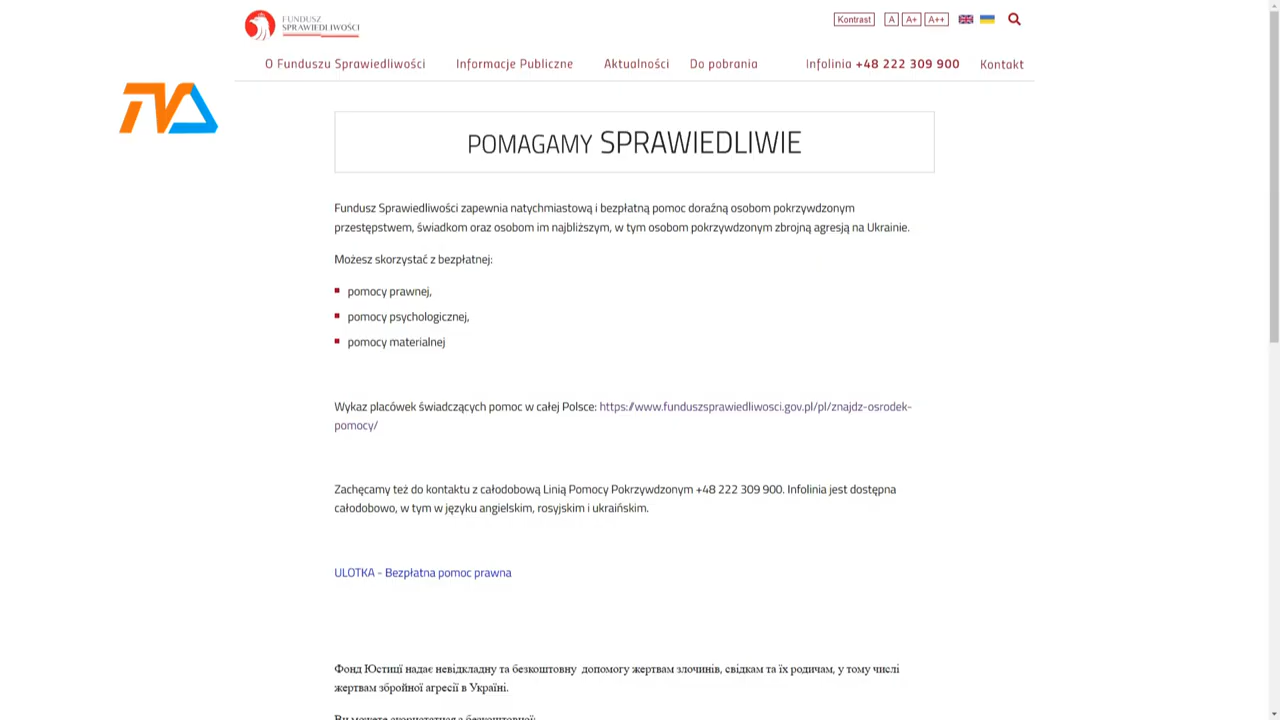 FUNDUSZ
SPRAWIEDLIWOŚCI
Kontrast A A+ A++
O Funduszu Sprawiedliwości Informacje Publiczne Aktualności Do pobrania Infolinia +48 222 309 900 Kontakt
TVP
POMAGAMY SPRAWIEDLIWIE
Fundusz Sprawiedliwości zapewnia natychmiastową i bezpłatną pomoc doraźną osobom pokrzywdzonym
przestępstwem, świadkom oraz osobom im najbliższym, w tym osobom pokrzywdzonym zbrojną agresją na Ukrainie.
Możesz skorzystać z bezpłatnej:
pomocy prawnej,
pomocy psychologicznej,
pomocy materialnej
Wykaz placówek świadczących pomoc w całej Polsce: https://www.funduszsprawiedliwosci.gov.pl/pl/znajdz-osrodek-
pomocy/
Zachęcamy też do kontaktu z całodobową Linią Pomocy Pokrzywdzonym +48 222 309 900. Infolinia jest dostępna
całodobowo, w tym w języku angielskim, rosyjskim i ukraińskim.
ULOTKA - Bezpłatna pomoc prawna
Фонд Юстиції надає невідкладну та безкоштовну допомогу жертвам злочинів, свідкам та їх родичам, у тому числі
жертвам збройної агресії в Україні.
Ви можете скористатися з безкоштовної: